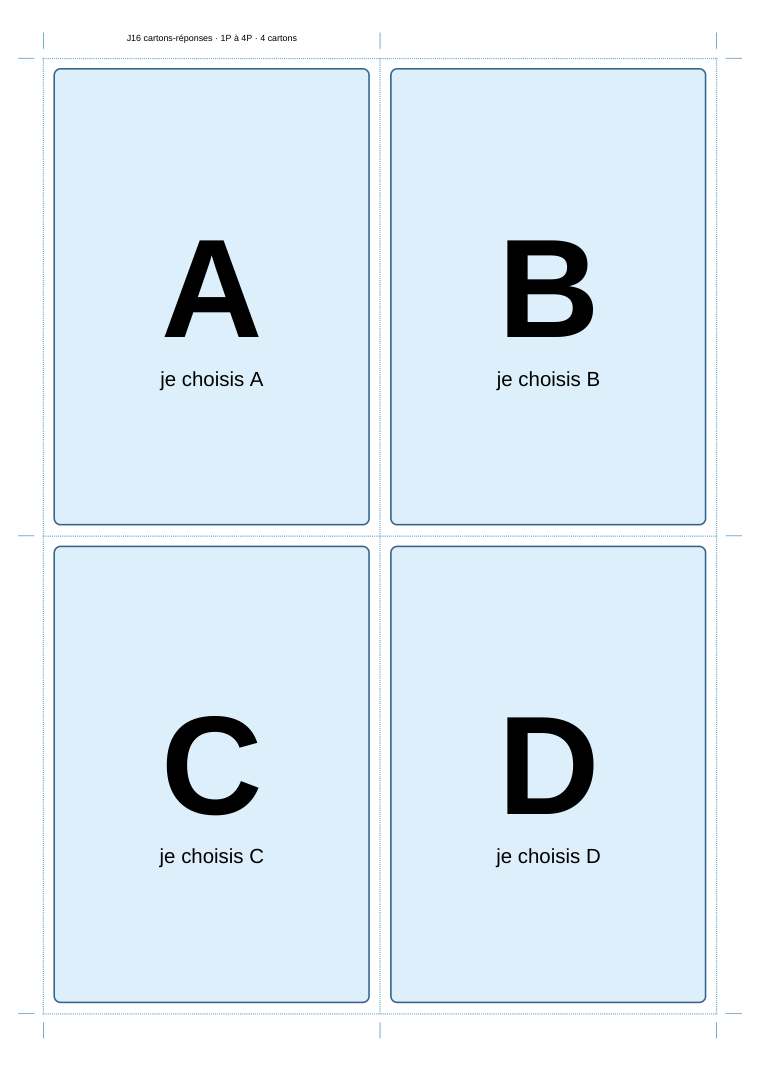 J16 cartons-réponses · 1P à 4P · 4 cartons
A
je choisis A
B
je choisis B
C
je choisis C
D
je choisis D